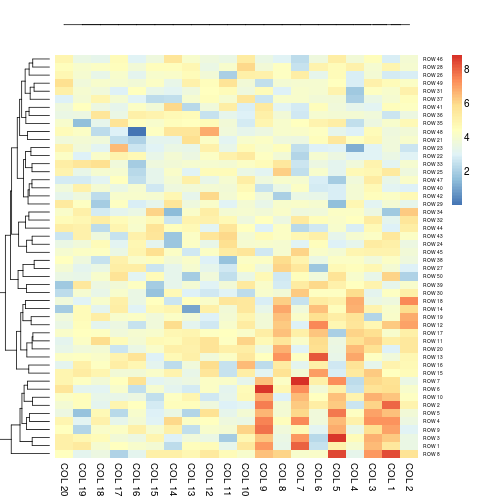 ROW 46
8
ROW 28
ROW 26
ROW 49
ROW 31
ROW 37
6
ROW 41
ROW 36
ROW 35
ROW 48
4
ROW 21
ROW 23
ROW 22
ROW 33
2
ROW 25
ROW 47
ROW 40
ROW 42
ROW 29
ROW 34
ROW 32
ROW 44
ROW 43
ROW 24
ROW 45
ROW 38
ROW 27
ROW 50
ROW 39
ROW 30
ROW 18
ROW 14
ROW 19
ROW 12
ROW 17
ROW 11
ROW 20
ROW 13
ROW 16
ROW 15
ROW 7
ROW 6
ROW 10
ROW 2
ROW 5
ROW 4
ROW 9
ROW 3
ROW 1
ROW 8
COL 20
COL 19
COL 18
COL 17
COL 16
COL 15
COL 14
COL 13
COL 12
COL 11
COL 10
COL 9
COL 8
COL 7
COL 6
COL 5
COL 4
COL 3
COL 1
COL 2